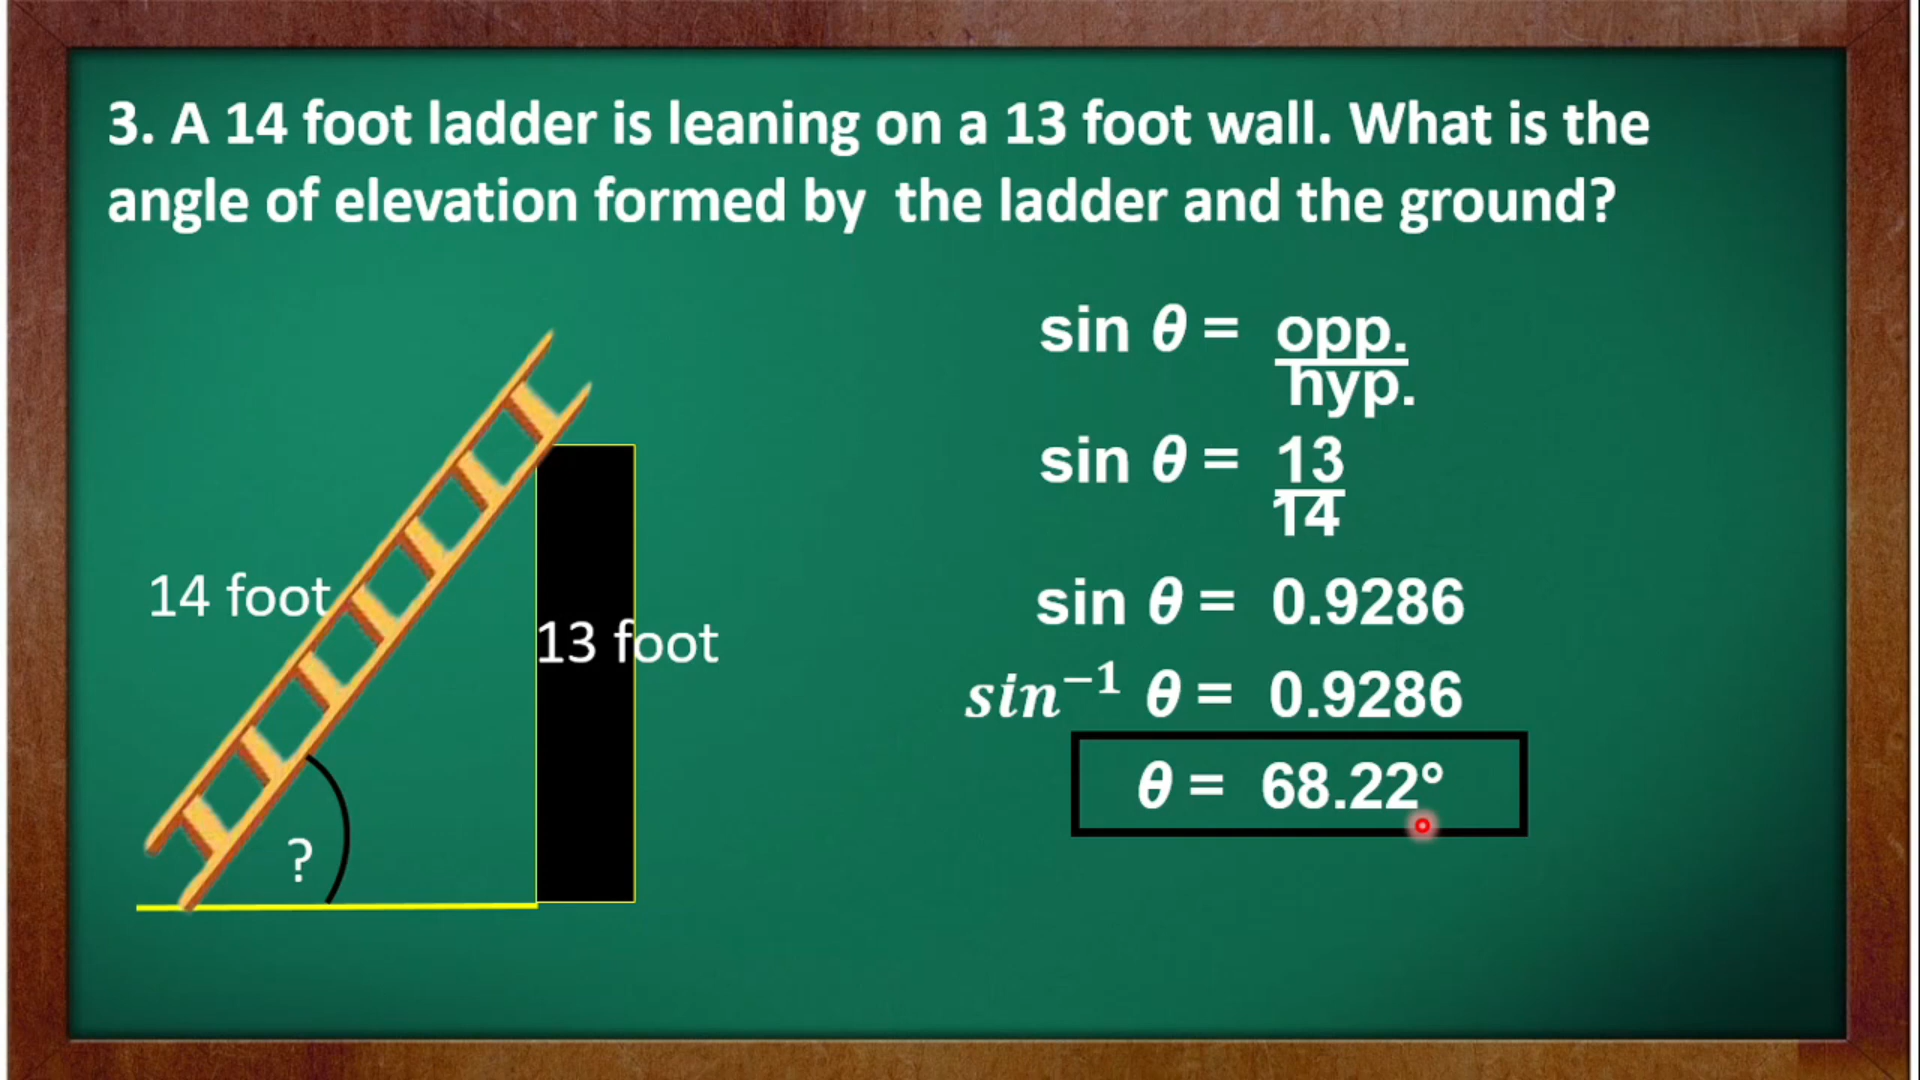 3. A 14 foot ladder is leaning on a 13 foot wall. What is the
angle of elevation formed by the ladder and the ground?
14 foot
13 foot
?
sin θ = opp.
hyp.
sin θ = 13
14
sin θ = 0.9286
sin⁻¹ θ = 0.9286
θ = 68.22°